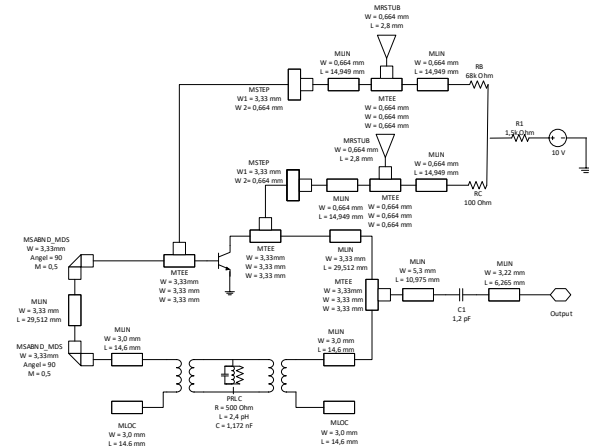 MRSTUB
W = 0,664 mm
L = 2,8 mm
MLIN
W = 0,664 mm
L = 14,949 mm
MLIN
W = 0,664 mm
L = 14,949 mm
RB
68k Ohm
MSTEP
W1 = 3,33 mm
W 2= 0,664 mm
MTEE
W = 0,664 mm
W = 0,664 mm
W = 0,664 mm
R1
1,5k Ohm
10 V
MRSTUB
W = 0,664 mm
L = 2,8 mm
MSTEP
W1 = 3,33 mm
W 2= 0,664 mm
MLIN
W = 0,664 mm
L = 14,949 mm
MLIN
W = 0,664 mm
L = 14,949 mm
MTEE
W = 0,664 mm
W = 0,664 mm
W = 0,664 mm
RC
100 Ohm
MSABND_MDS
W = 3,33mm
Angel = 90
M = 0,5
MTEE
W = 3,33 mm
W = 3,33 mm
W = 3,33 mm
MTEE
W = 3,33 mm
W = 3,33 mm
W = 3,33 mm
MLIN
W = 3,33 mm
L = 29,512 mm
MTEE
W = 3,33mm
W = 3,33 mm
W = 3,33 mm
MLIN
W = 5,3 mm
L = 10,975 mm
C1
1,2 pF
MLIN
W = 3,22 mm
L = 6,265 mm
Output
MLIN
W = 3,33 mm
L = 29,512 mm
MSABND_MDS
W = 3,33mm
Angel = 90
M = 0,5
MLIN
W = 3,0 mm
L = 14,6 mm
MLIN
W = 3,0 mm
L = 14,6 mm
PRLC
R = 500 Ohm
L = 2,4 pH
C = 1,172 nF
MLOC
W = 3,0 mm
L = 14,6 mm
MLOC
W = 3,0 mm
L = 14,6 mm